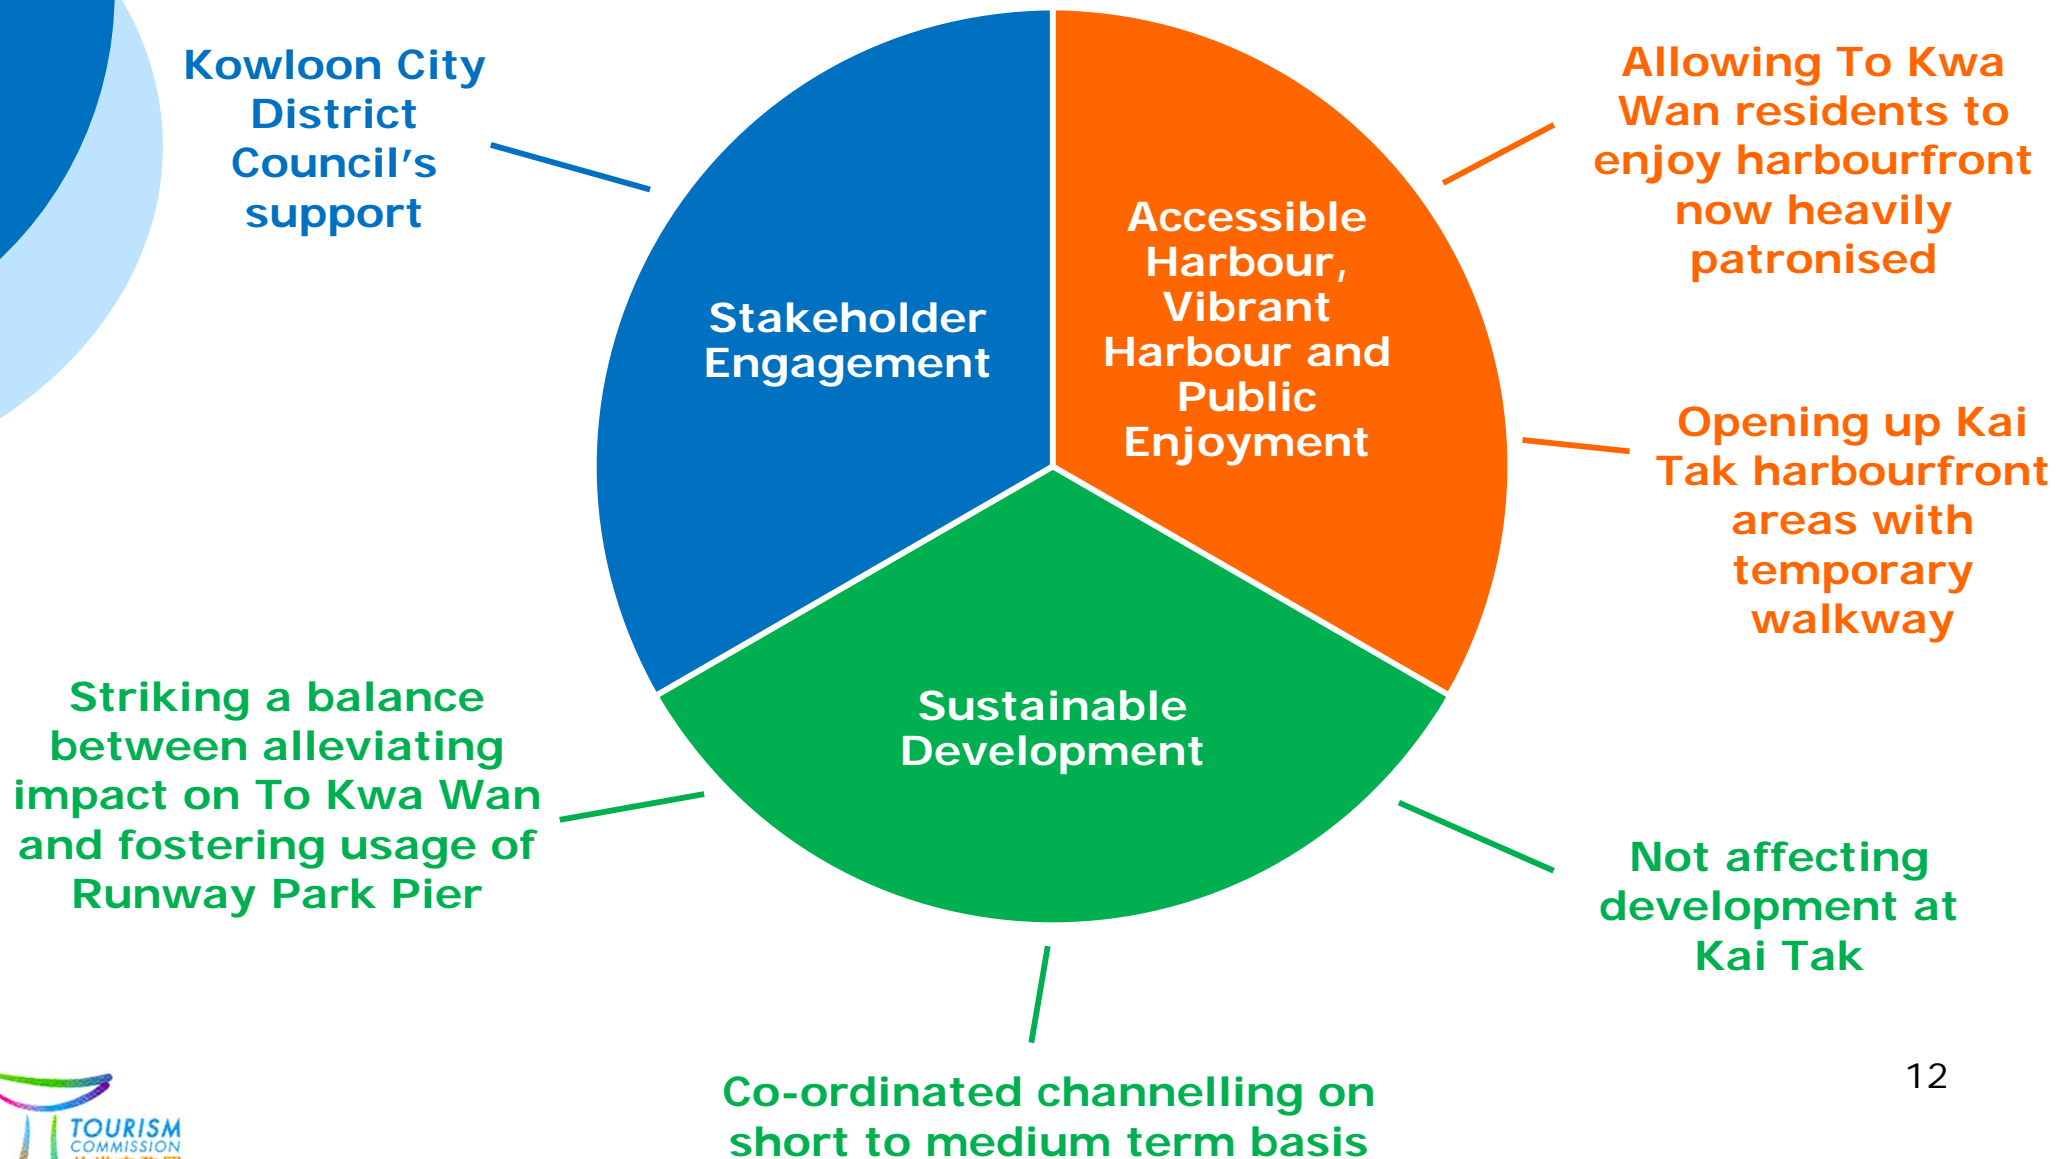 Kowloon City
District
Council's
support
Stakeholder
Engagement
Accessible
Harbour,
Vibrant
Harbour and
Public
Enjoyment
Allowing To Kwa
Wan residents to
enjoy harbourfront
now heavily
patronised
Opening up Kai
Tak harbourfront
areas with
temporary
walkway
Sustainable
Development
Striking a balance
between alleviating
impact on To Kwa Wan
and fostering usage of
Runway Park Pier
Not affecting
development at
Kai Tak
Co-ordinated channelling on
short to medium term basis
12
TOURISM
COMMISSION